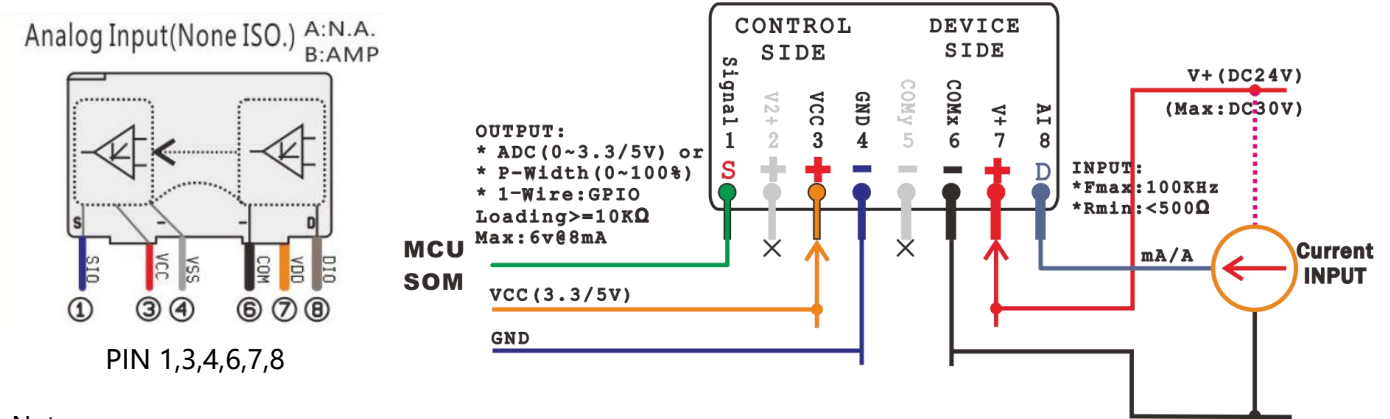 Analog Input(None ISO.) A:N.A.
B:AMP
S
-
-
D
SIO
VCC
VSS
COM
VDD
DIO
① ③ ④ ⑥ ⑦ ⑧
PIN 1,3,4,6,7,8
CONTROL SIDE
DEVICE SIDE
Signal 1
V2+ 2
VCC 3
GND 4
COMy 5
COMx 6
V+ 7
AI 8
S + + - - - + D
OUTPUT:
* ADC(0~3.3/5V) or
* P-Width(0~100%)
* 1-Wire:GPIO
Loading>=10KΩ
Max:6v@8mA
MCU
SOM
VCC(3.3/5V)
GND
V+(DC24V)
(Max:DC30V)
INPUT:
*Fmax:100KHz
*Rmin:<500Ω
mA/A
Current
INPUT